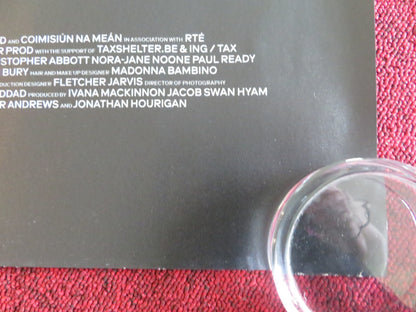 D AND COIMISIÚN NA MEÁN IN ASSOCIATION WITH RTÉ
R PROD WITH THE SUPPORT OF TAXSHELTER.BE & ING / TAX
STOPHER ABBOTT NORA-JANE NOONE PAUL READY
BURY HAIR AND MAKE UP DESIGNER MADONNA BAMBINO
DUCTION DESIGNER FLETCHER JARVIS DIRECTOR OF PHOTOGRAPHY
DDAD PRODUCED BY IVANA MACKINNON JACOB SWAN HYAM
R ANDREWS AND JONATHAN HOURIGAN